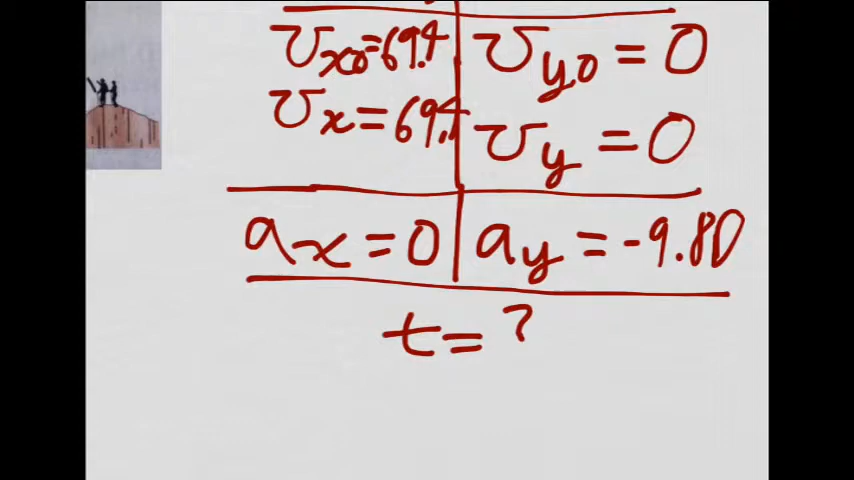 v_x0=69.4 v_y0 = 0
v_x = 69.4 v_y = 0
a_x = 0 a_y = -9.80
t = ?